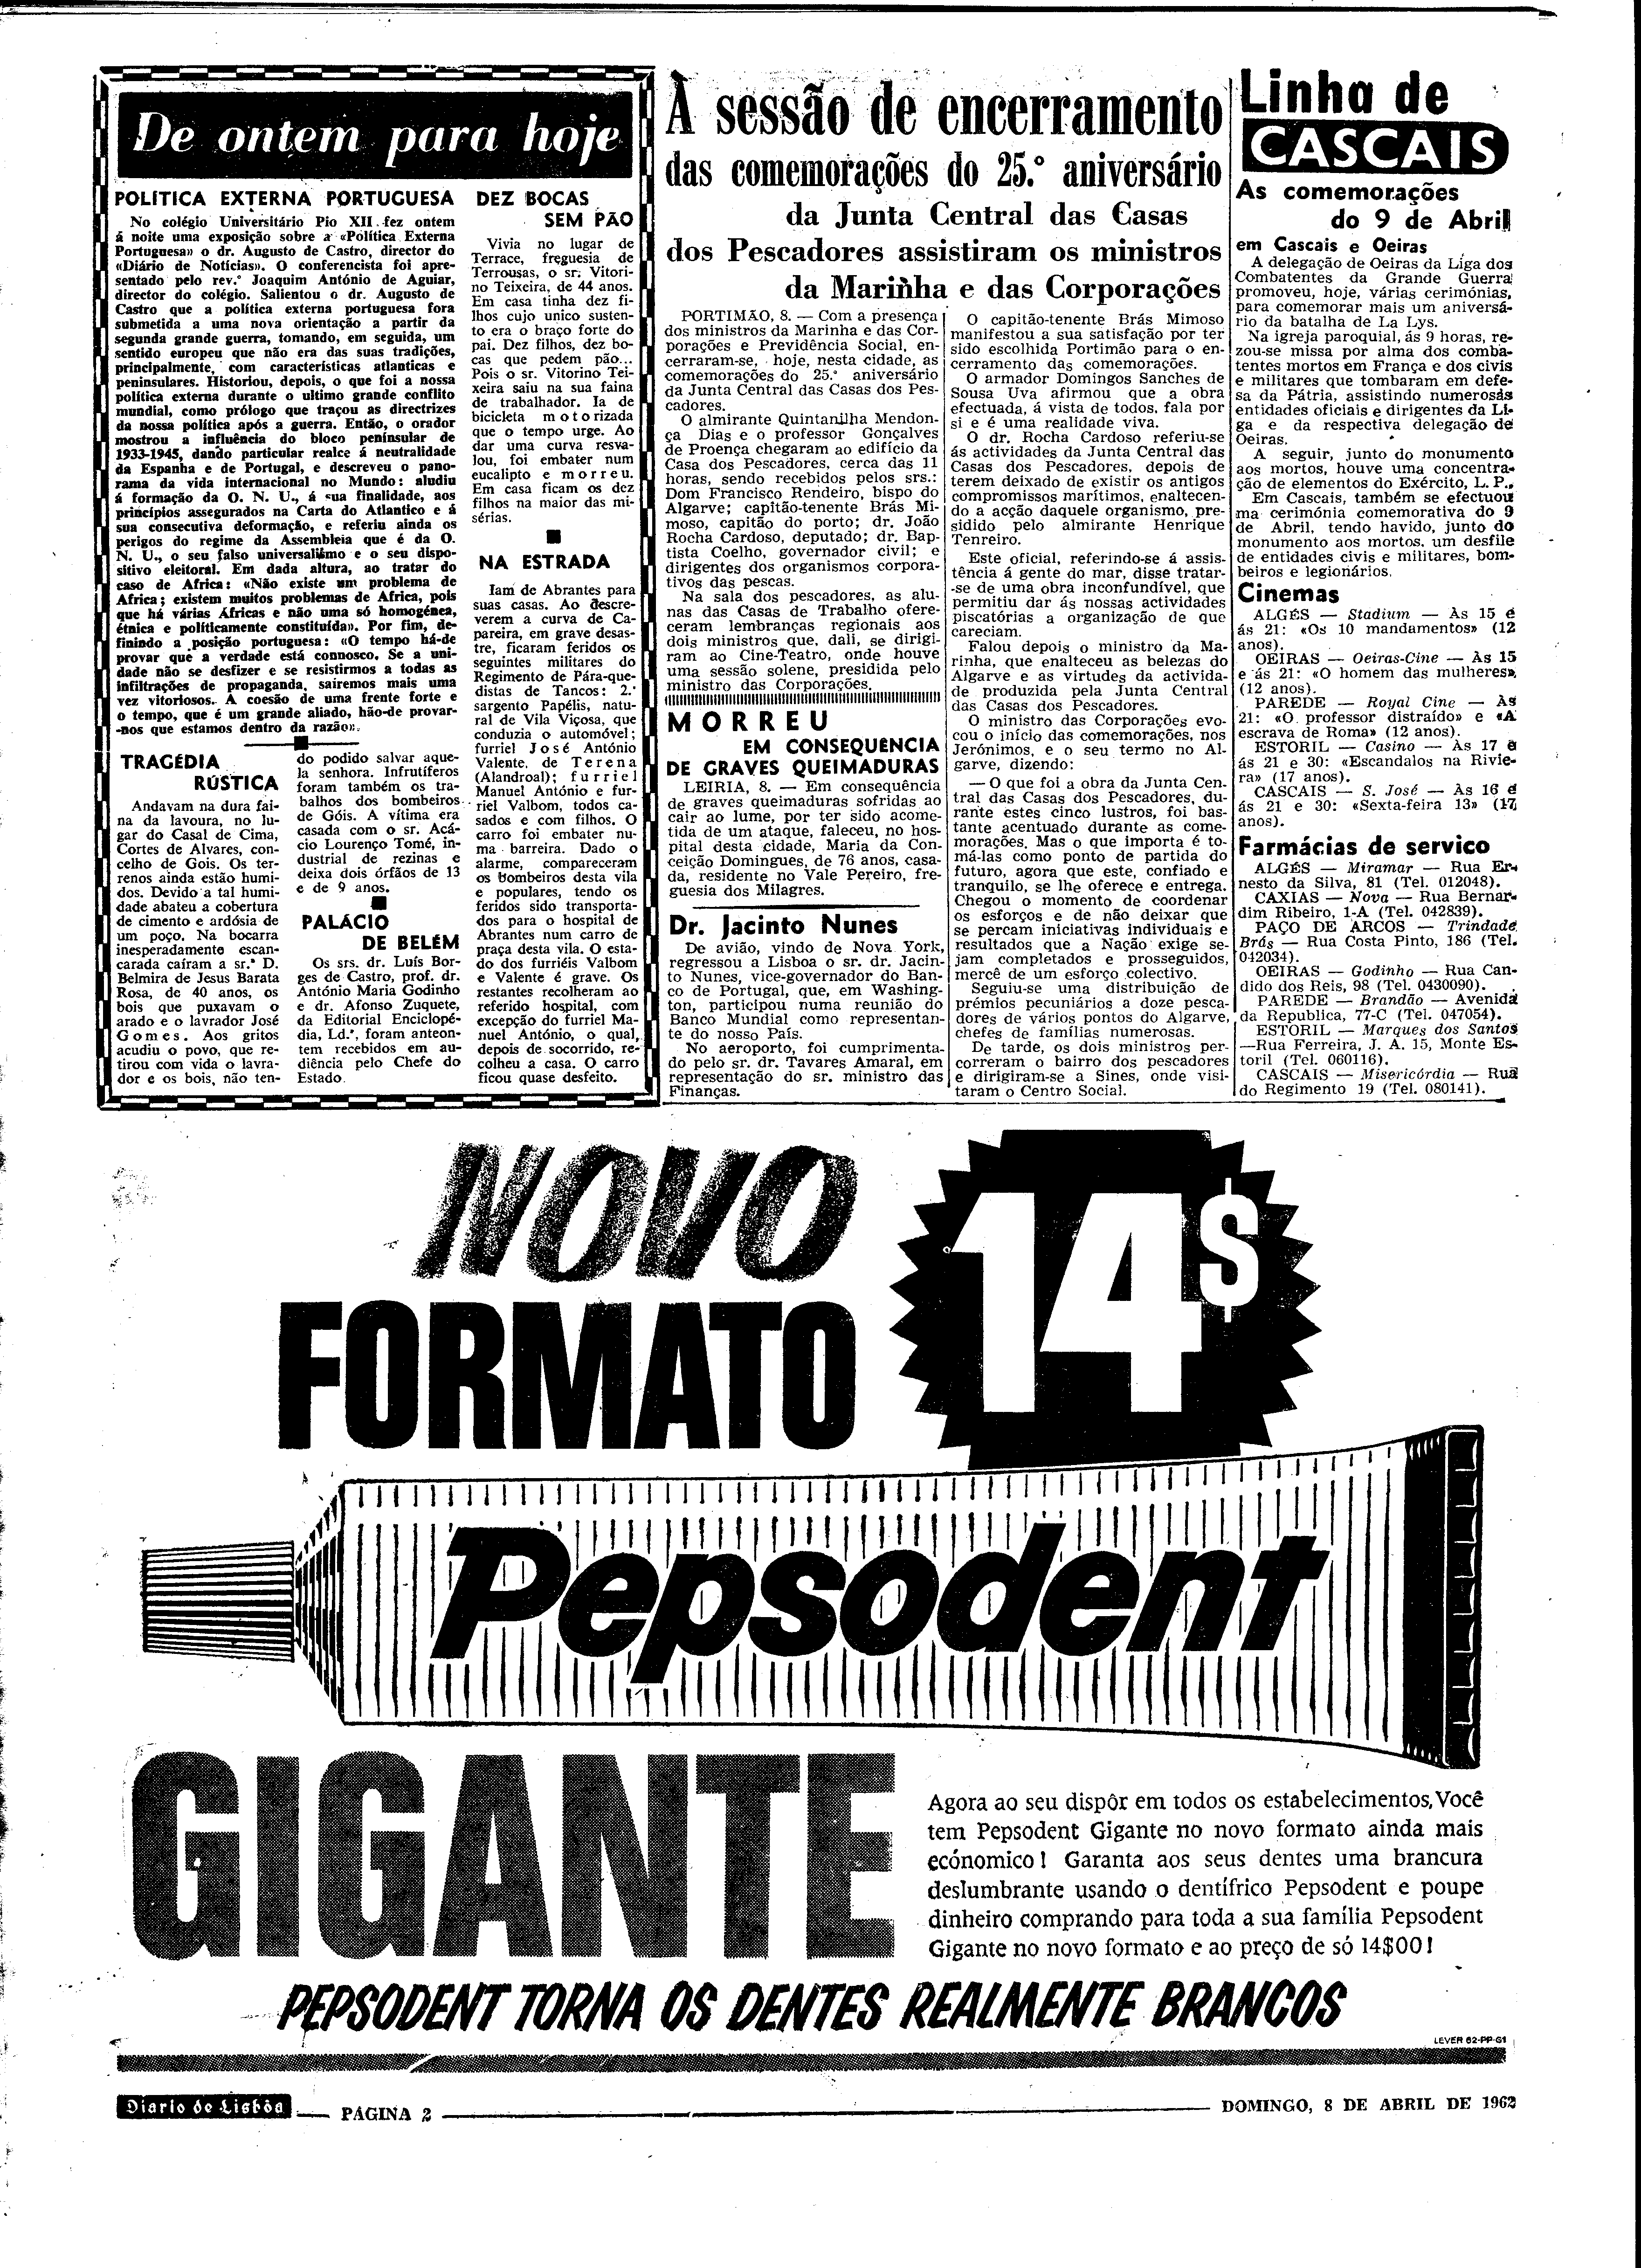 De ontem para hoje
POLÍTICA EXTERNA PORTUGUESA
No colégio Universitário Pio XII fez ontem
á noite uma exposição sobre a «Política Externa
Portuguesa» o dr. Augusto de Castro, director do
«Diário de Notícias». O conferencista foi apre-
sentado pelo rev.º Joaquim António de Aguiar,
director do colégio. Salientou o dr. Augusto de
Castro que a política externa portuguesa fora
submetida a uma nova orientação a partir da
segunda grande guerra, tomando, em seguida, um
sentido europeu que não era das suas tradições,
principalmente, com características atlanticas e
peninsulares. Historiou, depois, o que foi a nossa
política externa durante o ultimo grande conflito
mundial, como prólogo que traçou as directrizes
da nossa política após a guerra. Então, o orador
mostrou a influência do bloco peninsular de
1933-1945, dando particular realce á neutralidade
da Espanha e de Portugal, e descreveu o pano-
rama da vida internacional no Mundo: aludiu
á formação da O. N. U., á sua finalidade, aos
princípios assegurados na Carta do Atlantico e á
sua consecutiva deformação, e referiu ainda os
perigos do regime da Assembleia que é da O.
N. U., o seu falso universalismo e o seu dispo-
sitivo eleitoral. Em dada altura, ao tratar do
caso de Africa: «Não existe um problema de
Africa; existem muitos problemas de Africa, pois
que há várias Áfricas e não uma só homogénea,
étnica e politicamente constituída». Por fim, de-
finindo a posição portuguesa: «O tempo há-de
provar que a verdade está connosco. Se a uni-
dade não se desfizer e se resistirmos a todas as
infiltrações de propaganda, sairemos mais uma
vez vitoriosos. A coesão de uma frente forte e
o tempo, que é um grande aliado, hão-de provar-
-nos que estamos dentro da razão».
TRAGÉDIA
RÚSTICA
Andavam na dura fai-
na da lavoura, no lu-
gar do Casal de Cima,
Cortes de Alvares, con-
celho de Gois. Os ter-
renos ainda estão humi-
dos. Devido a tal humi-
dade abateu a cobertura
de cimento e ardósia de
um poço. Na bocarra
inesperadamente escan-
carada caíram a sr.ª D.
Belmira de Jesus Barata
Rosa, de 40 anos, os
bois que puxavam o
arado e o lavrador José
Gomes. Aos gritos
acudiu o povo, que re-
tirou com vida o lavra-
dor e os bois, não ten-
do podido salvar aque-
la senhora. Infrutíferos
foram também os tra-
balhos dos bombeiros
de Góis. A vítima era
casada com o sr. Acá-
cio Lourenço Tomé, in-
dustrial de rezinas e
deixa dois órfãos de 13
e de 9 anos.
PALÁCIO
DE BELÉM
Os srs. dr. Luís Bor-
ges de Castro, prof. dr.
António Maria Godinho
e dr. Afonso Zuquete,
da Editorial Enciclopé-
dia, Ld.ª, foram anteon-
tem recebidos em au-
diência pelo Chefe do
Estado.
DEZ BOCAS
SEM PÃO
Vivia no lugar de
Terrace, freguesia de
Terrousas, o sr. Vitori-
no Teixeira, de 44 anos.
Em casa tinha dez fi-
lhos cujo unico susten-
to era o braço forte do
pai. Dez filhos, dez bo-
cas que pedem pão...
Pois o sr. Vitorino Tei-
xeira saiu na sua faina
de trabalhador. Ia de
bicicleta motorizada
que o tempo urge. Ao
dar uma curva resva-
lou, foi embater num
eucalipto e morreu.
Em casa ficam os dez
filhos na maior das mi-
sérias.
NA ESTRADA
Iam de Abrantes para
suas casas. Ao descre-
verem a curva de Ca-
pareira, em grave desas-
tre, ficaram feridos os
seguintes militares do
Regimento de Pára-que-
distas de Tancos: 2.º
sargento Papélis, natu-
ral de Vila Viçosa, que
conduzia o automóvel;
furriel José António
Valente, de Terena
(Alandroal); furriel
Manuel António e fur-
riel Valbom, todos ca-
sados e com filhos. O
carro foi embater nu-
ma barreira. Dado o
alarme, compareceram
os bombeiros desta vila
e populares, tendo os
feridos sido transporta-
dos para o hospital de
Abrantes num carro de
praça desta vila. O esta-
do dos furriéis Valbom
e Valente é grave. Os
restantes recolheram ao
referido hospital, com
excepção do furriel Ma-
nuel António, o qual,
depois de socorrido, re-
colheu a casa. O carro
ficou quase desfeito.
À sessão de encerramento
das comemorações do 25.º aniversário
da Junta Central das Casas
dos Pescadores assistiram os ministros
da Marinha e das Corporações
PORTIMÃO, 8. — Com a presença
dos ministros da Marinha e das Cor-
porações e Previdência Social, en-
cerraram-se, hoje, nesta cidade, as
comemorações do 25.º aniversário
da Junta Central das Casas dos Pes-
cadores.
O almirante Quintanilha Mendon-
ça Dias e o professor Gonçalves
de Proença chegaram ao edifício da
Casa dos Pescadores, cerca das 11
horas, sendo recebidos pelos srs.:
Dom Francisco Rendeiro, bispo do
Algarve; capitão-tenente Brás Mi-
moso, capitão do porto; dr. João
Rocha Cardoso, deputado; dr. Bap-
tista Coelho, governador civil; e
dirigentes dos organismos corpora-
tivos das pescas.
Na sala dos pescadores, as alu-
nas das Casas de Trabalho ofere-
ceram lembranças regionais aos
dois ministros que, dali, se dirigi-
ram ao Cine-Teatro, onde houve
uma sessão solene, presidida pelo
ministro das Corporações.
MORREU
EM CONSEQUÊNCIA
DE GRAVES QUEIMADURAS
LEIRIA, 8. — Em consequência
de graves queimaduras sofridas ao
cair ao lume, por ter sido acome-
tida de um ataque, faleceu, no hos-
pital desta cidade, Maria da Con-
ceição Domingues, de 76 anos, casa-
da, residente no Vale Pereiro, fre-
guesia dos Milagres.
Dr. Jacinto Nunes
De avião, vindo de Nova York,
regressou a Lisboa o sr. dr. Jacin-
to Nunes, vice-governador do Ban-
co de Portugal, que, em Washing-
ton, participou numa reunião do
Banco Mundial como representan-
te do nosso País.
No aeroporto, foi cumprimenta-
do pelo sr. dr. Tavares Amaral, em
representação do sr. ministro das
Finanças.
O capitão-tenente Brás Mimoso
manifestou a sua satisfação por ter
sido escolhida Portimão para o en-
cerramento das comemorações.
O armador Domingos Sanches de
Sousa Uva afirmou que a obra
efectuada, á vista de todos, fala por
si e é uma realidade viva.
O dr. Rocha Cardoso referiu-se
ás actividades da Junta Central das
Casas dos Pescadores, depois de
terem deixado de existir os antigos
compromissos marítimos, enaltecen-
do a acção daquele organismo, pre-
sidido pelo almirante Henrique
Tenreiro.
Este oficial, referindo-se á assis-
tência á gente do mar, disse tratar-
-se de uma obra inconfundível, que
permitiu dar ás nossas actividades
piscatórias a organização de que
careciam.
Falou depois o ministro da Ma-
rinha, que enalteceu as belezas do
Algarve e as virtudes da activida-
de produzida pela Junta Central
das Casas dos Pescadores.
O ministro das Corporações evo-
cou o início das comemorações, nos
Jerónimos, e o seu termo no Al-
garve, dizendo:
— O que foi a obra da Junta Cen-
tral das Casas dos Pescadores, du-
rante estes cinco lustros, foi bas-
tante acentuado durante as come-
morações. Mas o que importa é to-
má-las como ponto de partida do
futuro, agora que este, confiado e
tranquilo, se lhe oferece e entrega.
Chegou o momento de coordenar
os esforços e de não deixar que
se percam iniciativas individuais e
resultados que a Nação exige se-
jam completados e prosseguidos,
mercê de um esforço colectivo.
Seguiu-se uma distribuição de
prémios pecuniários a doze pesca-
dores de vários pontos do Algarve,
chefes de famílias numerosas.
De tarde, os dois ministros per-
correram o bairro dos pescadores
e dirigiram-se a Sines, onde visi-
taram o Centro Social.
Linha de
CASCAIS
As comemorações
do 9 de Abril
em Cascais e Oeiras
A delegação de Oeiras da Liga dos
Combatentes da Grande Guerra
promoveu, hoje, várias cerimónias,
para comemorar mais um aniversá-
rio da batalha de La Lys.
Na igreja paroquial, ás 9 horas, re-
zou-se missa por alma dos comba-
tentes mortos em França e dos civis
e militares que tombaram em defe-
sa da Pátria, assistindo numerosás
entidades oficiais e dirigentes da Li-
ga e da respectiva delegação de
Oeiras.
A seguir, junto do monumento
aos mortos, houve uma concentra-
ção de elementos do Exército, L. P.,
Em Cascais, também se efectuou
ma cerimónia comemorativa do 9
de Abril, tendo havido, junto do
monumento aos mortos, um desfile
de entidades civis e militares, bom-
beiros e legionários.
Cinemas
ALGÉS — Stadium — Às 15 e
ás 21: «Os 10 mandamentos» (12
anos).
OEIRAS — Oeiras-Cine — Às 15
e ás 21: «O homem das mulheres»
(12 anos).
PAREDE — Royal Cine — Às
21: «O professor distraído» e «A
escrava de Roma» (12 anos).
ESTORIL — Casino — Às 17 e
ás 21 e 30: «Escandalos na Rivie-
ra» (17 anos).
CASCAIS — S. José — Às 16 e
ás 21 e 30: «Sexta-feira 13» (17
anos).
Farmácias de servico
ALGÉS — Miramar — Rua Er-
nesto da Silva, 81 (Tel. 012048).
CAXIAS — Nova — Rua Bernar-
dim Ribeiro, 1-A (Tel. 042839).
PAÇO DE ARCOS — Trindade
Brás — Rua Costa Pinto, 186 (Tel.
042034).
OEIRAS — Godinho — Rua Can-
dido dos Reis, 98 (Tel. 0430090).
PAREDE — Brandão — Avenida
da Republica, 77-C (Tel. 047054).
ESTORIL — Marques dos Santos
—Rua Ferreira, J. A. 15, Monte Es-
toril (Tel. 060116).
CASCAIS — Misericórdia — Rua
do Regimento 19 (Tel. 080141).
NOVO
FORMATO
14$
Pepsodent
GIGANTE
Agora ao seu dispôr em todos os estabelecimentos, Você
tem Pepsodent Gigante no novo formato ainda mais
ecónomico! Garanta aos seus dentes uma brancura
deslumbrante usando o dentífrico Pepsodent e poupe
dinheiro comprando para toda a sua família Pepsodent
Gigante no novo formato e ao preço de só 14$00!
PEPSODENT TORNA OS DENTES REALMENTE BRANCOS
LEVER 62-PP-G1
Diario de Lisbôa — PÁGINA 2 — DOMINGO, 8 DE ABRIL DE 1962